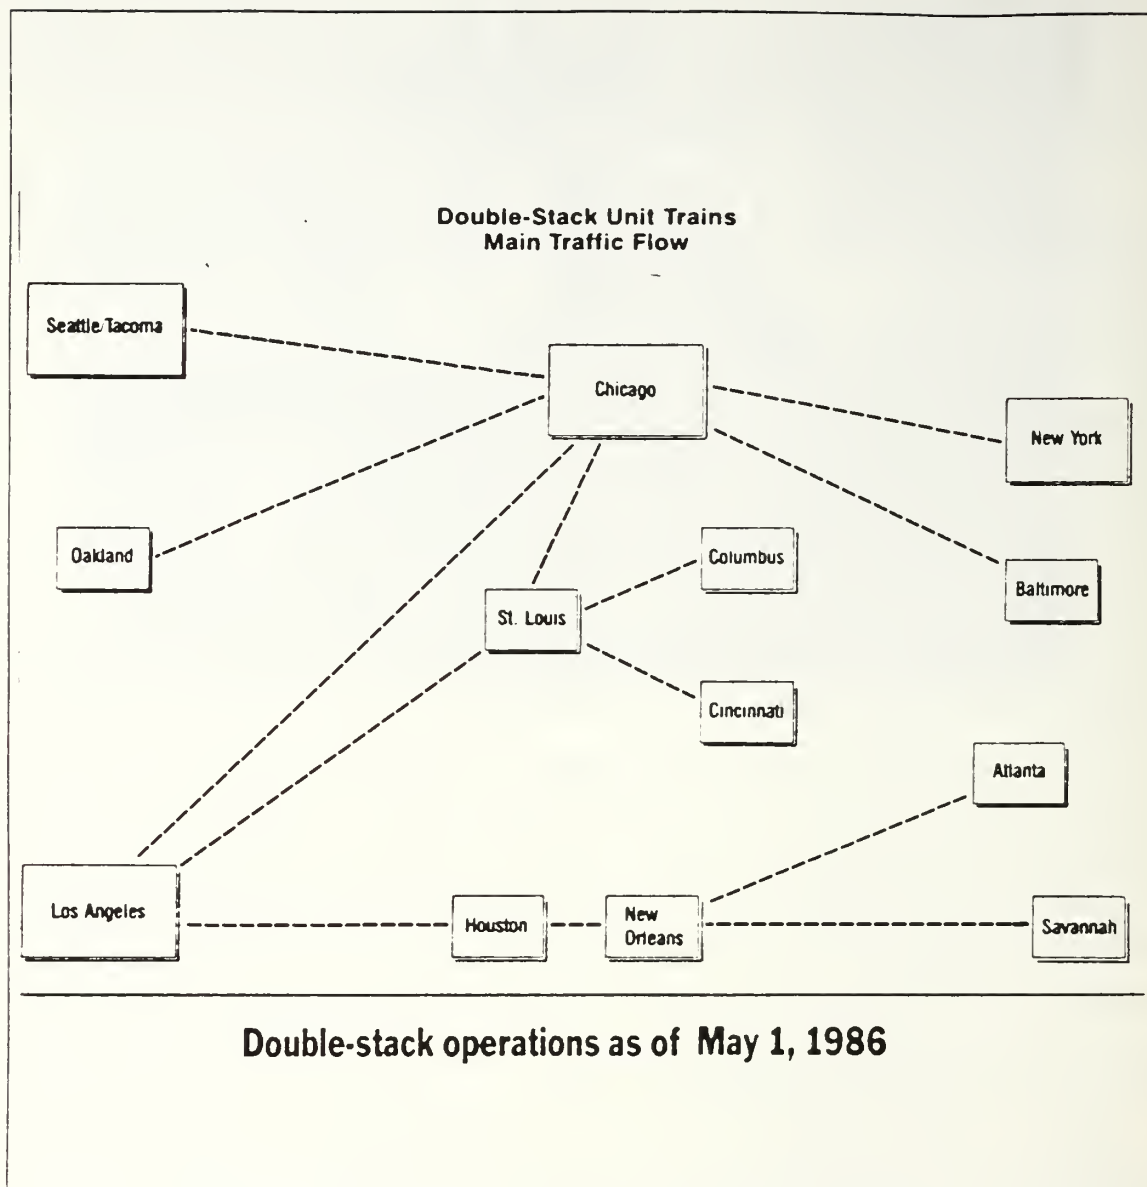 Double-Stack Unit Trains
Main Traffic Flow
Seattle/Tacoma
Chicago
New York
Oakland
Columbus
Baltimore
St. Louis
Cincinnati
Atlanta
Los Angeles
Houston
New
Orleans
Savannah
Double-stack operations as of May 1, 1986